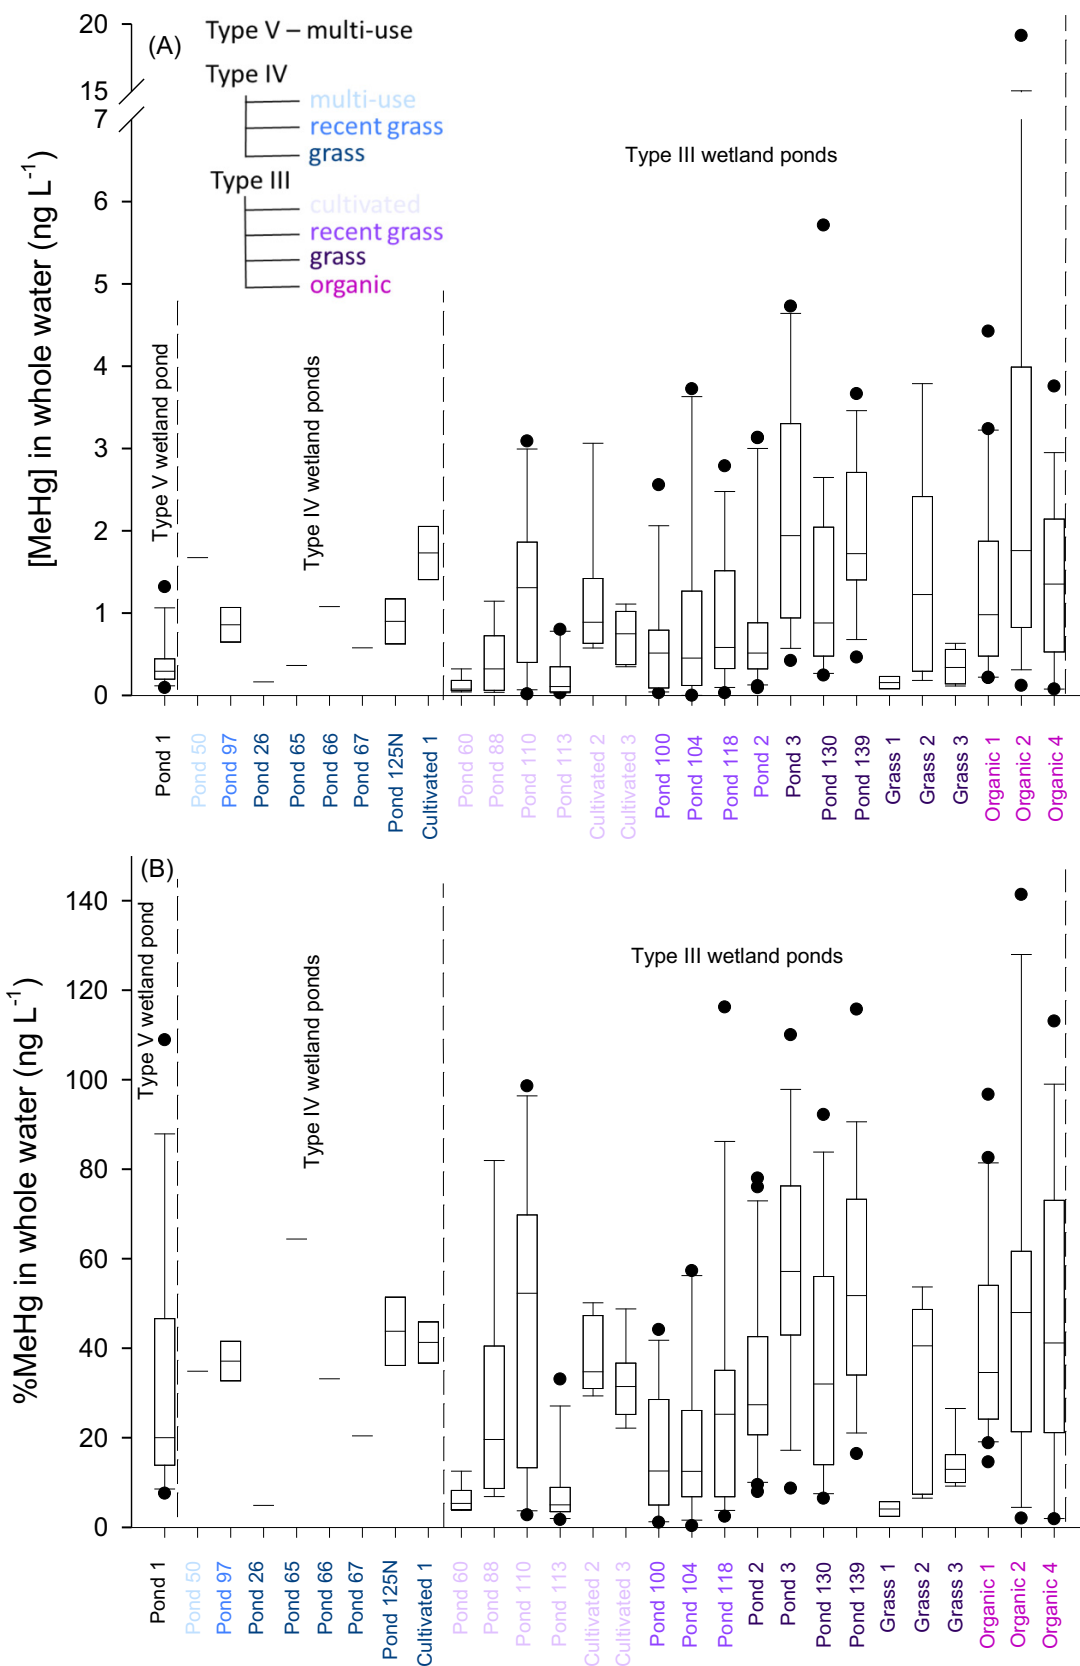 (A)
Type V – multi-use
Type IV
multi-use
recent grass
grass
Type III
cultivated
recent grass
grass
organic
Type III wetland ponds
Type V wetland pond
Type IV wetland ponds
[MeHg] in whole water (ng L-1)
20
15
7
6
5
4
3
2
1
0
Pond 1
Pond 50
Pond 97
Pond 26
Pond 65
Pond 66
Pond 67
Pond 125N
Cultivated 1
Pond 60
Pond 88
Pond 110
Pond 113
Cultivated 2
Cultivated 3
Pond 100
Pond 104
Pond 118
Pond 2
Pond 3
Pond 130
Pond 139
Grass 1
Grass 2
Grass 3
Organic 1
Organic 2
Organic 4
(B)
Type V wetland pond
Type IV wetland ponds
Type III wetland ponds
%MeHg in whole water (ng L-1)
140
120
100
80
60
40
20
0
Pond 1
Pond 50
Pond 97
Pond 26
Pond 65
Pond 66
Pond 67
Pond 125N
Cultivated 1
Pond 60
Pond 88
Pond 110
Pond 113
Cultivated 2
Cultivated 3
Pond 100
Pond 104
Pond 118
Pond 2
Pond 3
Pond 130
Pond 139
Grass 1
Grass 2
Grass 3
Organic 1
Organic 2
Organic 4